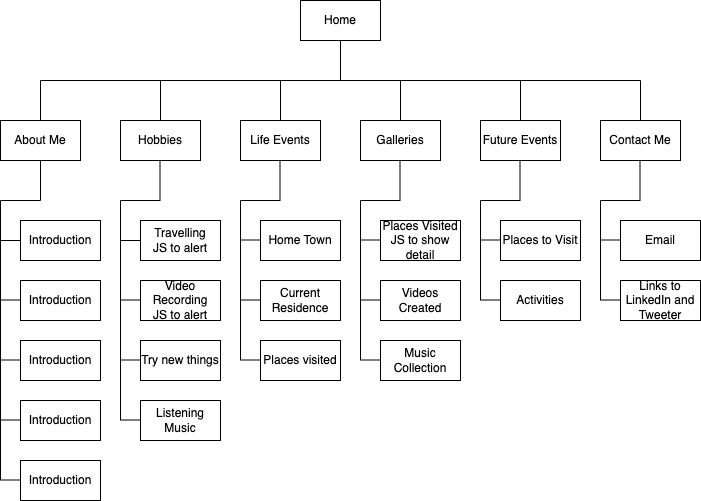 Home
About Me
Hobbies
Life Events
Galleries
Future Events
Contact Me
Introduction
Introduction
Introduction
Introduction
Introduction
Travelling
JS to alert
Video
Recording
JS to alert
Try new things
Listening
Music
Home Town
Current
Residence
Places visited
Places Visited
JS to show
detail
Videos
Created
Music
Collection
Places to Visit
Activities
Email
Links to
LinkedIn and
Tweeter